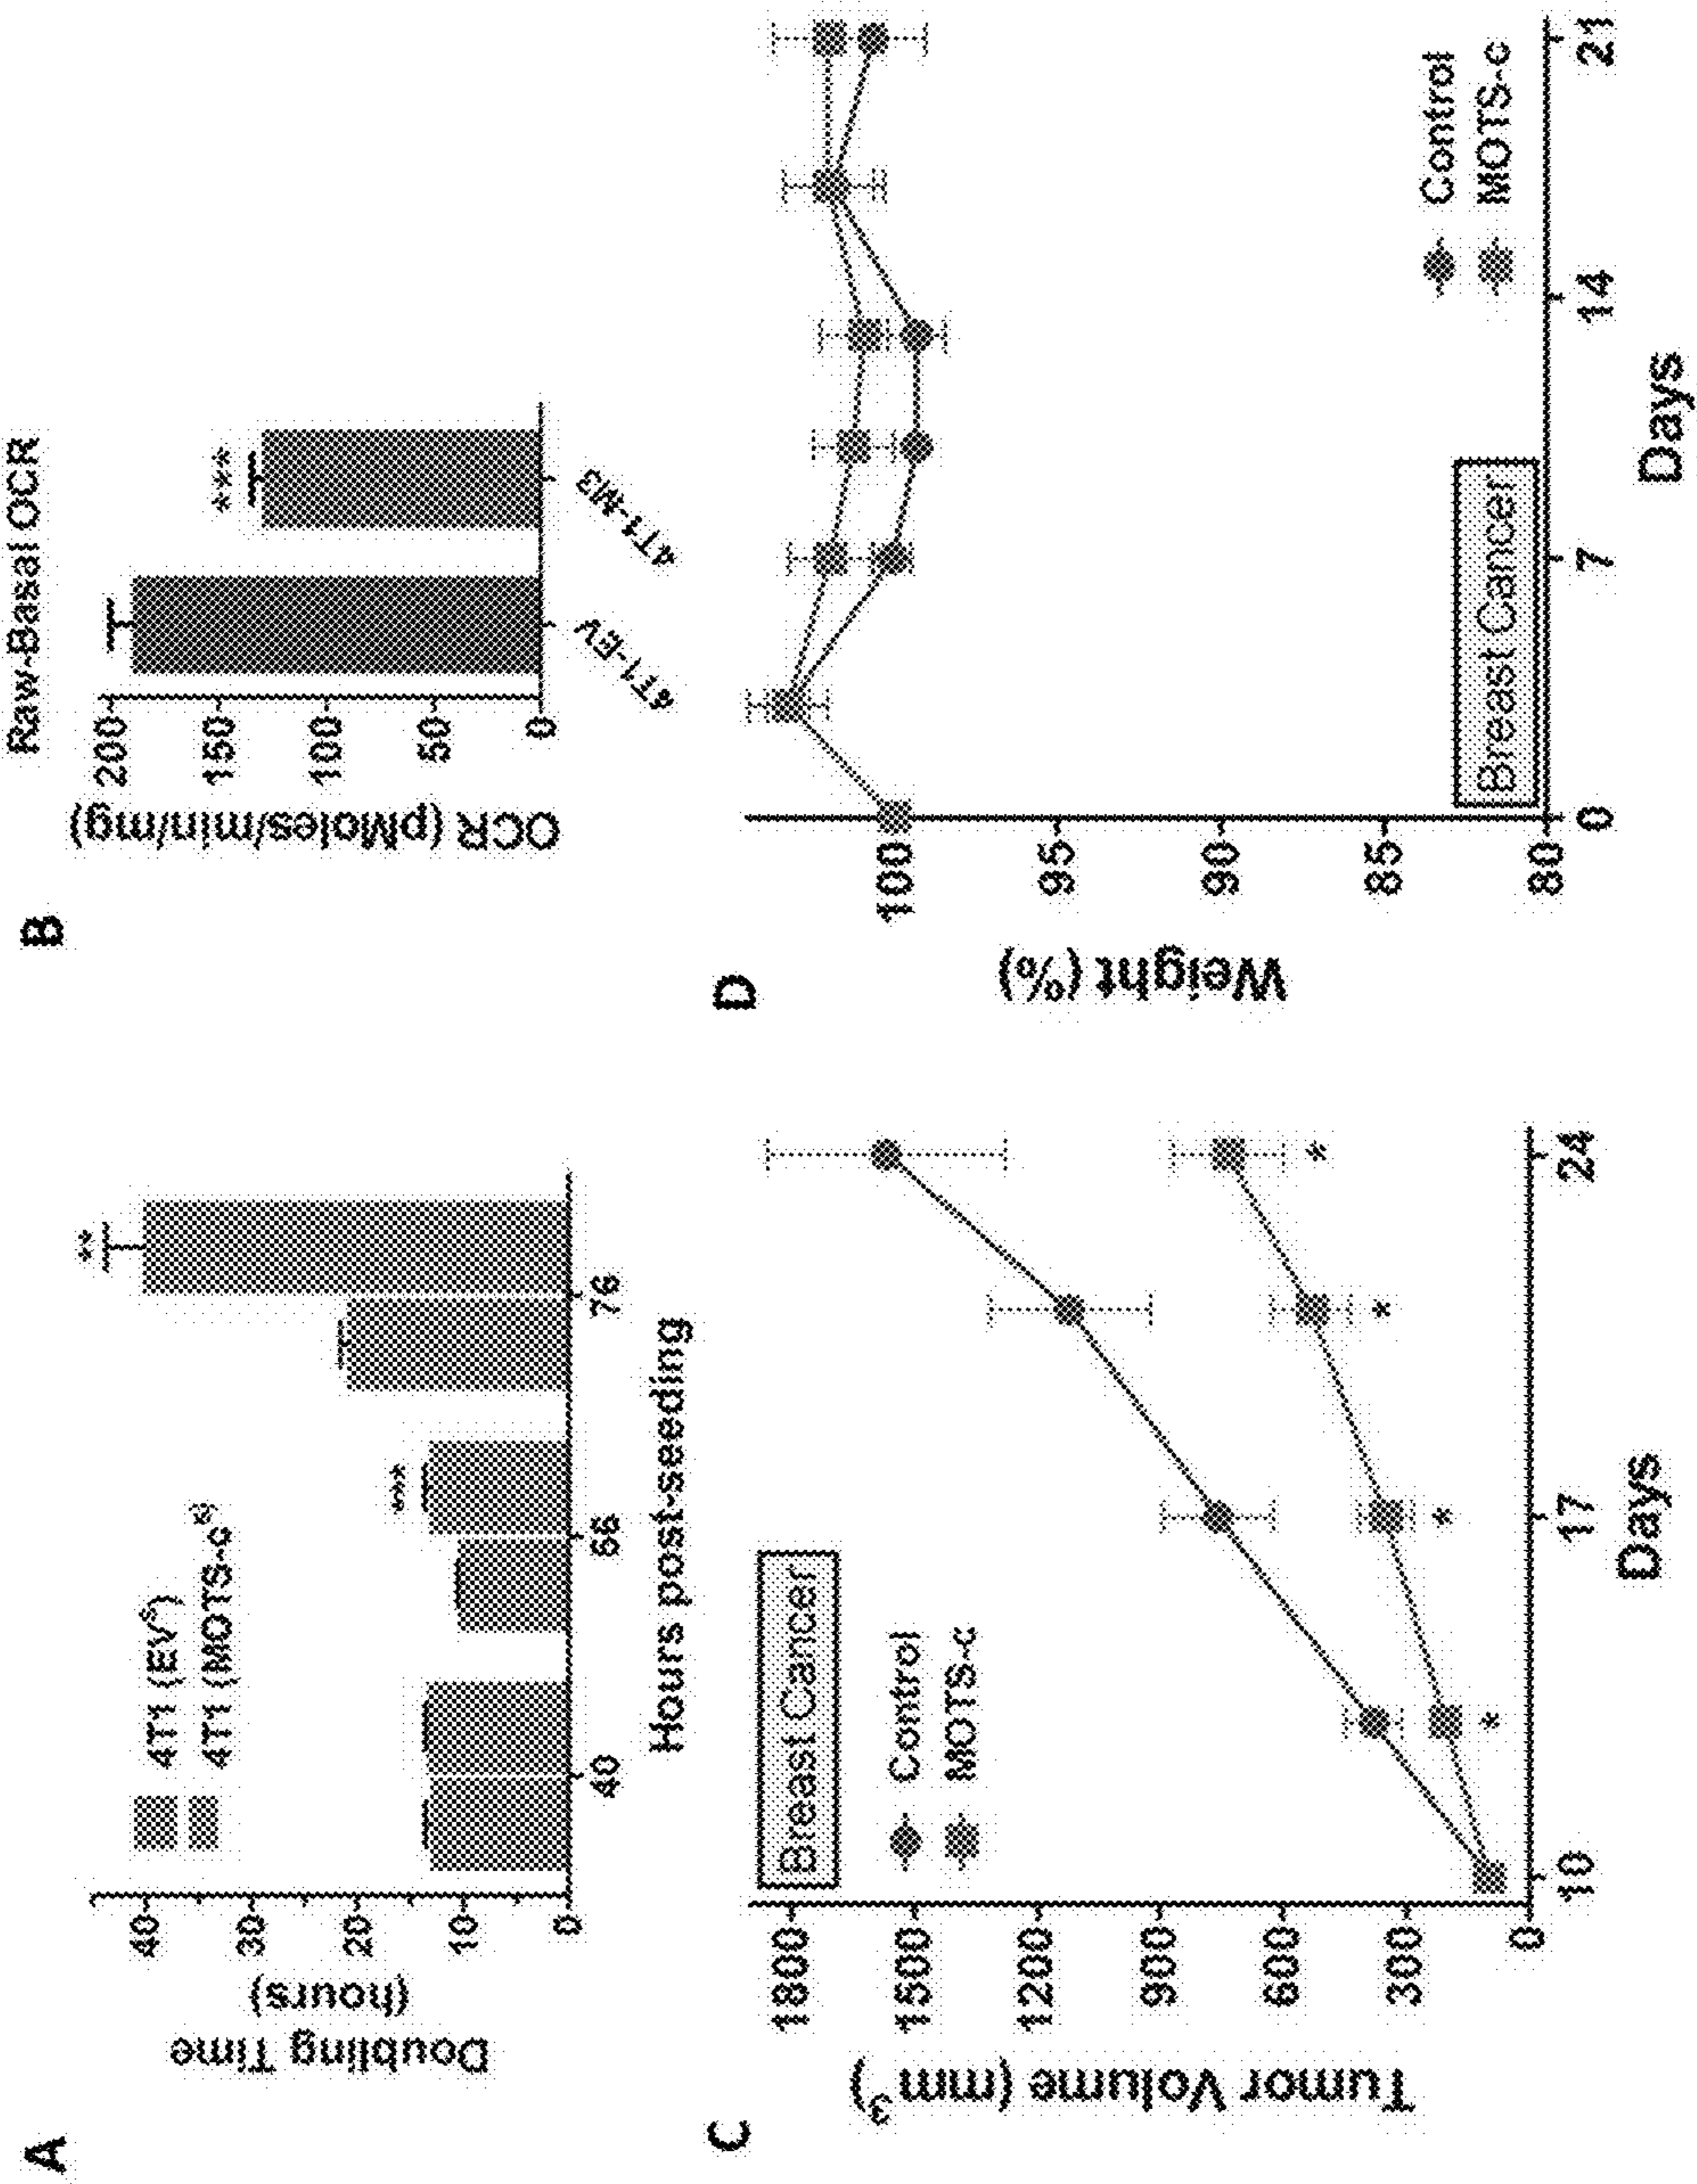 A
Doubling Time
(hours)
40
30
20
10
0
4T1 (EV
4T1 (MOTS-c
**
***
40
76
Hours post-seeding
B
Raw-Basal OCR
OCR (pMoles/min/mg)
200
150
100
50
0
***
4T1-EV
4T1-M3
C
Tumor Volume (mm3)
1800
1500
1200
900
600
300
0
Breast Cancer
Control
MOTS-c
*
*
*
*
10
17
24
Days
D
Weight (%)
100
95
90
85
80
Control
MOTS-c
Breast Cancer
0
7
14
21
Days